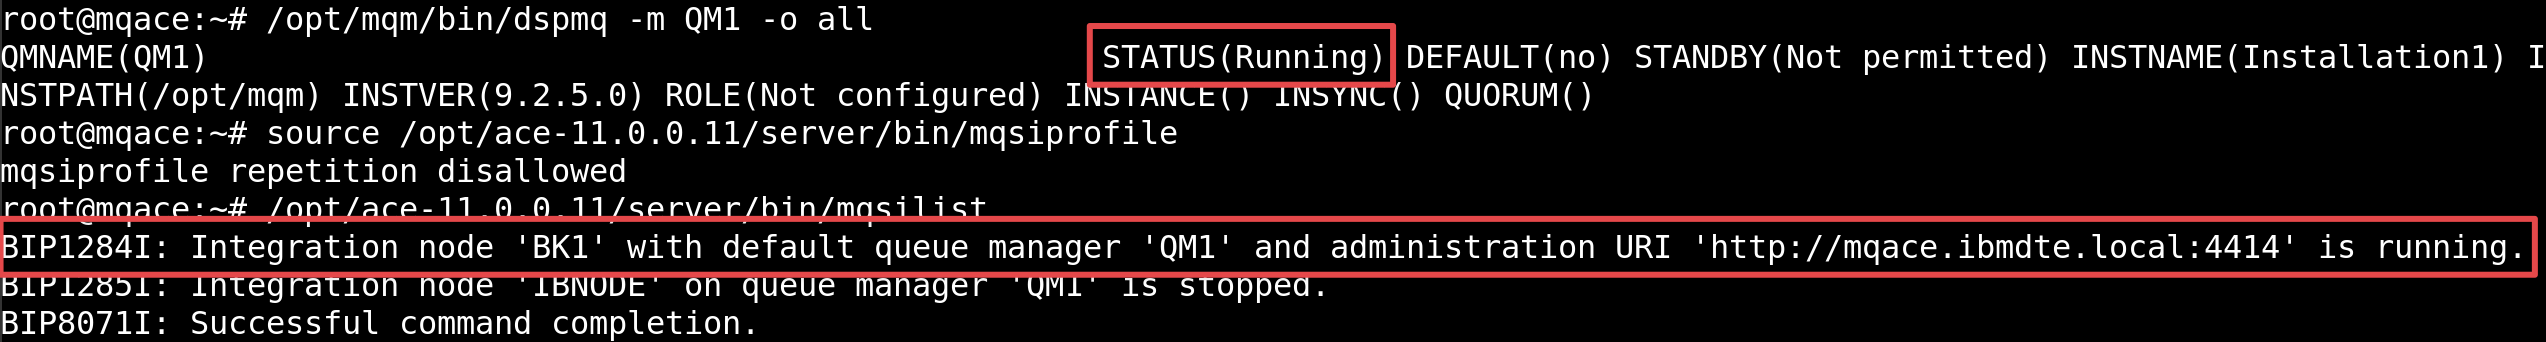 root@mqace:~# /opt/mqm/bin/dspmq -m QM1 -o all
QMNAME(QM1)                                               STATUS(Running) DEFAULT(no) STANDBY(Not permitted) INSTNAME(Installation1) I
NSTPATH(/opt/mqm) INSTVER(9.2.5.0) ROLE(Not configured) INSTANCE() INSYNC() QUORUM()
root@mqace:~# source /opt/ace-11.0.0.11/server/bin/mqsiprofile
mqsiprofile repetition disallowed
root@mqace:~# /opt/ace-11.0.0.11/server/bin/mqsilist
BIP1284I: Integration node 'BK1' with default queue manager 'QM1' and administration URI 'http://mqace.ibmdte.local:4414' is running.
BIP1285I: Integration node 'IBNODE' on queue manager 'QM1' is stopped.
BIP8071I: Successful command completion.